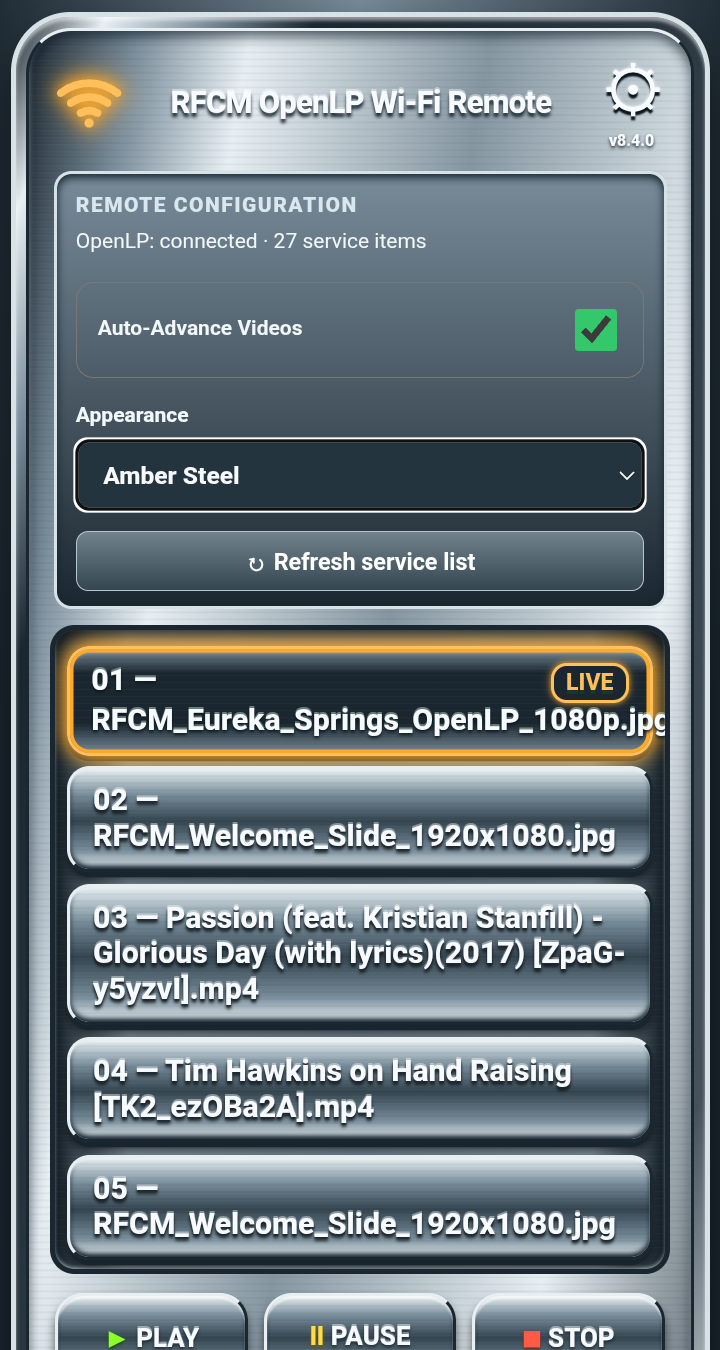 RFCM OpenLP Wi-Fi Remote
v8.4.0
REMOTE CONFIGURATION
OpenLP: connected · 27 service items
Auto-Advance Videos
Appearance
Amber Steel
↻ Refresh service list
01 —
LIVE
RFCM_Eureka_Springs_OpenLP_1080p.jpg
02 —
RFCM_Welcome_Slide_1920x1080.jpg
03 — Passion (feat. Kristian Stanfill) -
Glorious Day (with lyrics)(2017) [ZpaG-
y5yzvI].mp4
04 — Tim Hawkins on Hand Raising
[TK2_ezOBa2A].mp4
05 —
RFCM_Welcome_Slide_1920x1080.jpg
PLAY
PAUSE
STOP